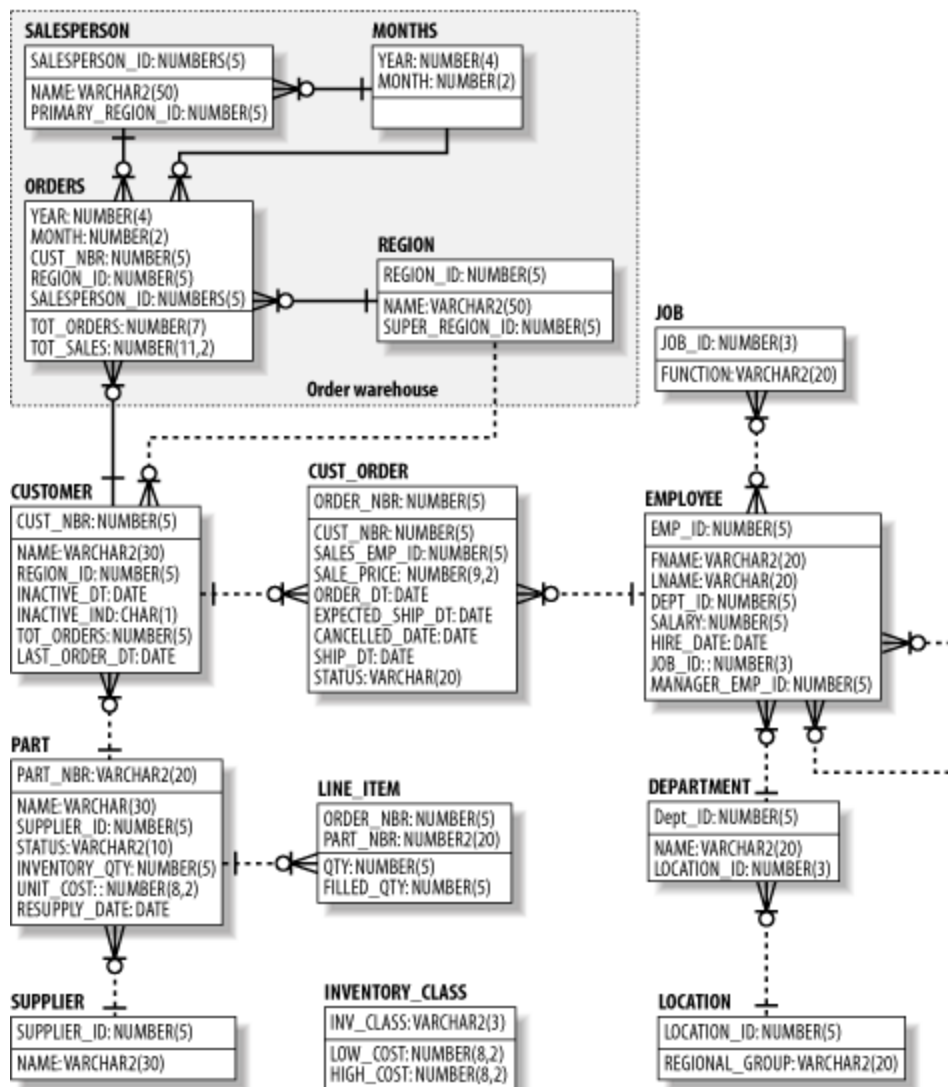 SALESPERSON
SALESPERSON_ID: NUMBERS(5)
NAME: VARCHAR2(50)
PRIMARY_REGION_ID: NUMBER(5)
MONTHS
YEAR: NUMBER(4)
MONTH: NUMBER(2)
ORDERS
YEAR: NUMBER(4)
MONTH: NUMBER(2)
CUST_NBR: NUMBER(5)
REGION_ID: NUMBER(5)
SALESPERSON_ID: NUMBERS(5)
TOT_ORDERS: NUMBER(7)
TOT_SALES: NUMBER(11,2)
REGION
REGION_ID: NUMBER(5)
NAME: VARCHAR2(50)
SUPER_REGION_ID: NUMBER(5)
Order warehouse
JOB
JOB_ID: NUMBER(3)
FUNCTION: VARCHAR2(20)
CUSTOMER
CUST_NBR: NUMBER(5)
NAME: VARCHAR2(30)
REGION_ID: NUMBER(5)
INACTIVE_DT: DATE
INACTIVE_IND: CHAR(1)
TOT_ORDERS: NUMBER(5)
LAST_ORDER_DT: DATE
CUST_ORDER
ORDER_NBR: NUMBER(5)
CUST_NBR: NUMBER(5)
SALES_EMP_ID: NUMBER(5)
SALE_PRICE: NUMBER(9,2)
ORDER_DT: DATE
EXPECTED_SHIP_DT: DATE
CANCELLED_DATE: DATE
SHIP_DT: DATE
STATUS: VARCHAR(20)
EMPLOYEE
EMP_ID: NUMBER(5)
FNAME: VARCHAR2(20)
LNAME: VARCHAR(20)
DEPT_ID: NUMBER(5)
SALARY: NUMBER(5)
HIRE_DATE: DATE
JOB_ID:: NUMBER(3)
MANAGER_EMP_ID: NUMBER(5)
PART
PART_NBR: VARCHAR2(20)
NAME: VARCHAR(30)
SUPPLIER_ID: NUMBER(5)
STATUS: VARCHAR2(10)
INVENTORY_QTY: NUMBER(5)
UNIT_COST:: NUMBER(8,2)
RESUPPLY_DATE: DATE
LINE_ITEM
ORDER_NBR: NUMBER(5)
PART_NBR: NUMBER2(20)
QTY: NUMBER(5)
FILLED_QTY: NUMBER(5)
DEPARTMENT
Dept_ID: NUMBER(5)
NAME: VARCHAR2(20)
LOCATION_ID: NUMBER(3)
SUPPLIER
SUPPLIER_ID: NUMBER(5)
NAME: VARCHAR2(30)
INVENTORY_CLASS
INV_CLASS: VARCHAR2(3)
LOW_COST: NUMBER(8,2)
HIGH_COST: NUMBER(8,2)
LOCATION
LOCATION_ID: NUMBER(5)
REGIONAL_GROUP: VARCHAR2(20)